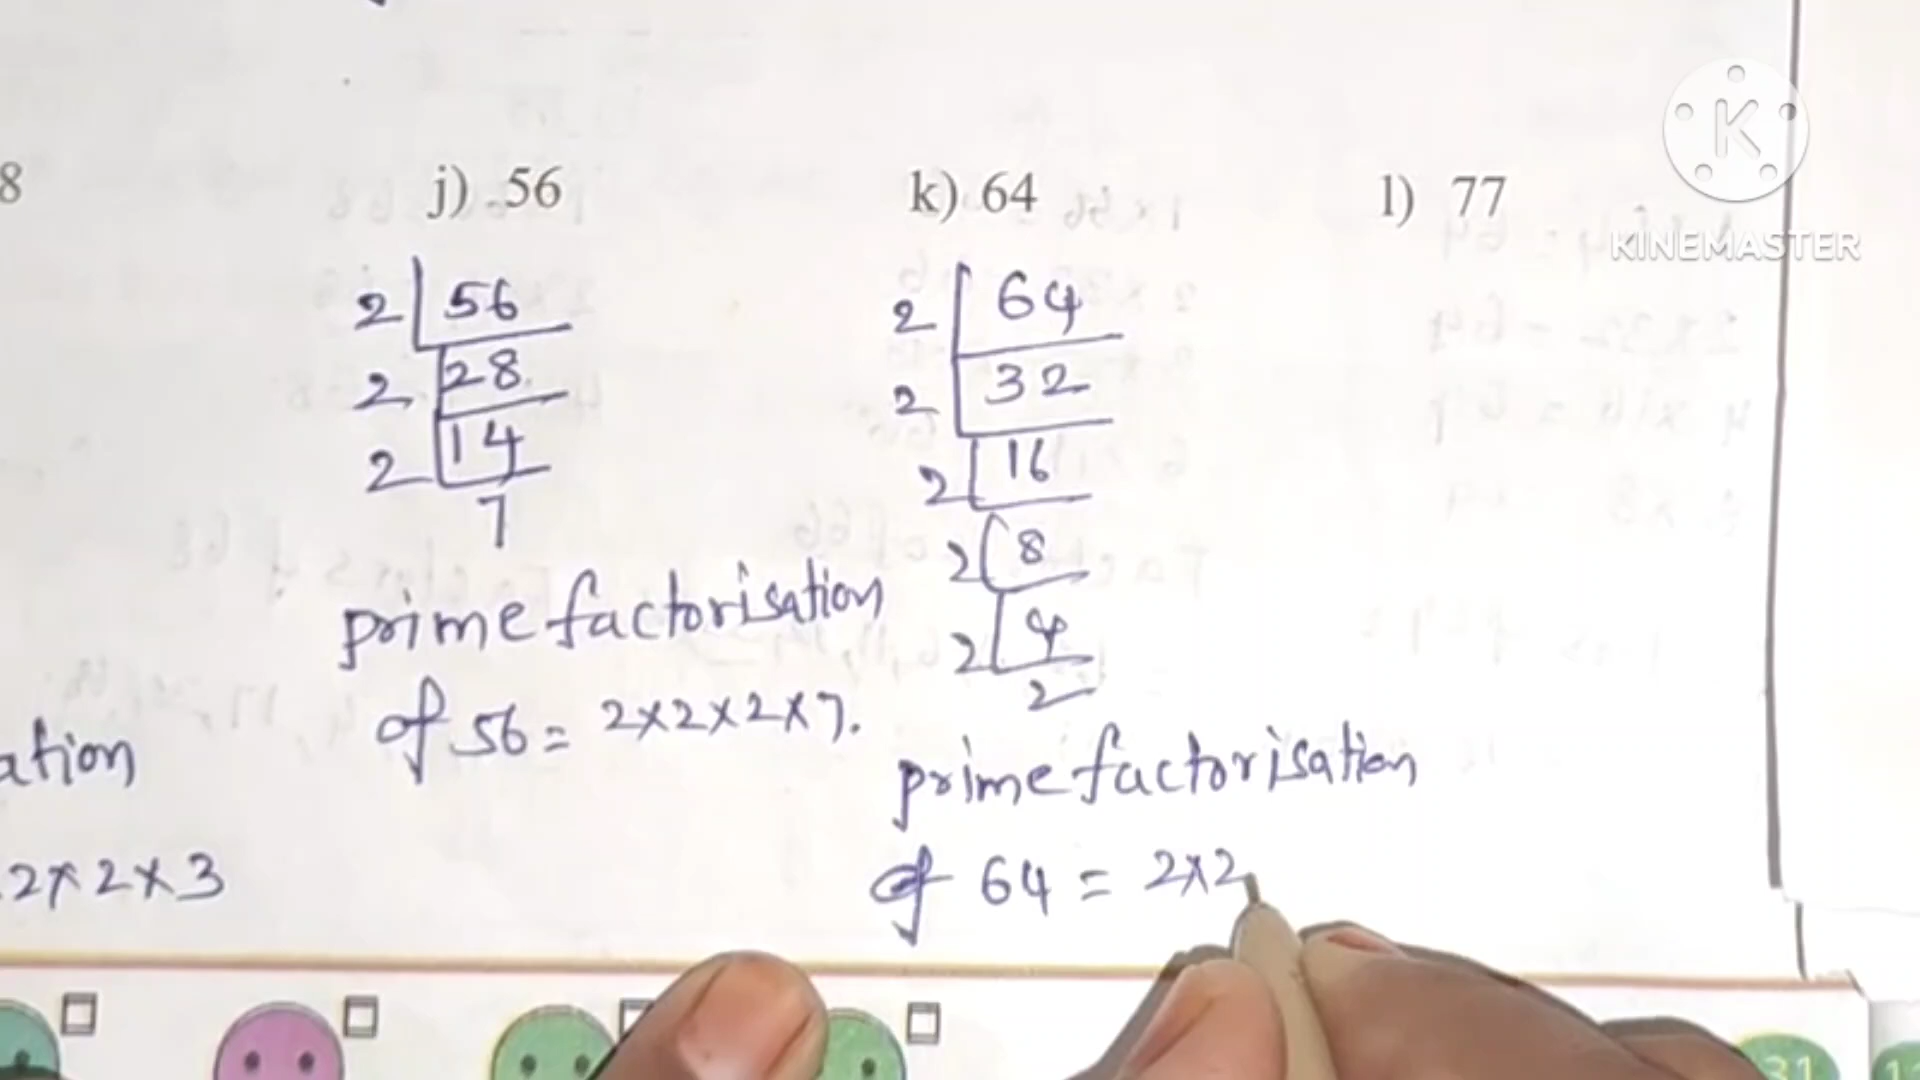 8
j) 56
k) 64
l) 77
K
KINEMASTER
2 56
2 28
2 14
7
prime factorisation
of 56 = 2×2×2×7.
2 64
2 32
2 16
2 8
2 4
2
prime factorisation
of 64 = 2×2
ation
2×2×3
31